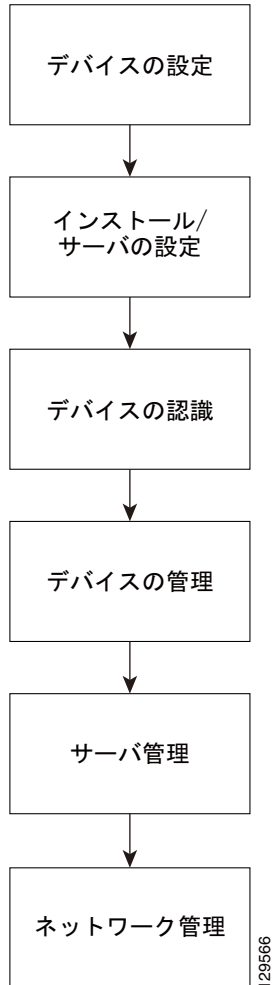 デバイスの設定
インストール/
サーバの設定
デバイスの認識
デバイスの管理
サーバ管理
ネットワーク管理
129566